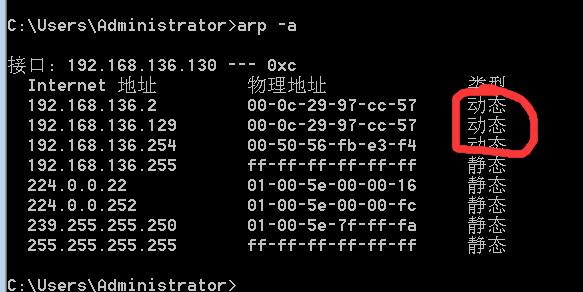 C:\Users\Administrator>arp -a
接口: 192.168.136.130 --- 0xc
Internet 地址 物理地址 类型
192.168.136.2 00-0c-29-97-cc-57 动态
192.168.136.129 00-0c-29-97-cc-57 动态
192.168.136.254 00-50-56-fb-e3-f4 动态
192.168.136.255 ff-ff-ff-ff-ff-ff 静态
224.0.0.22 01-00-5e-00-00-16 静态
224.0.0.252 01-00-5e-00-00-fc 静态
239.255.255.250 01-00-5e-7f-ff-fa 静态
255.255.255.255 ff-ff-ff-ff-ff-ff 静态
C:\Users\Administrator>